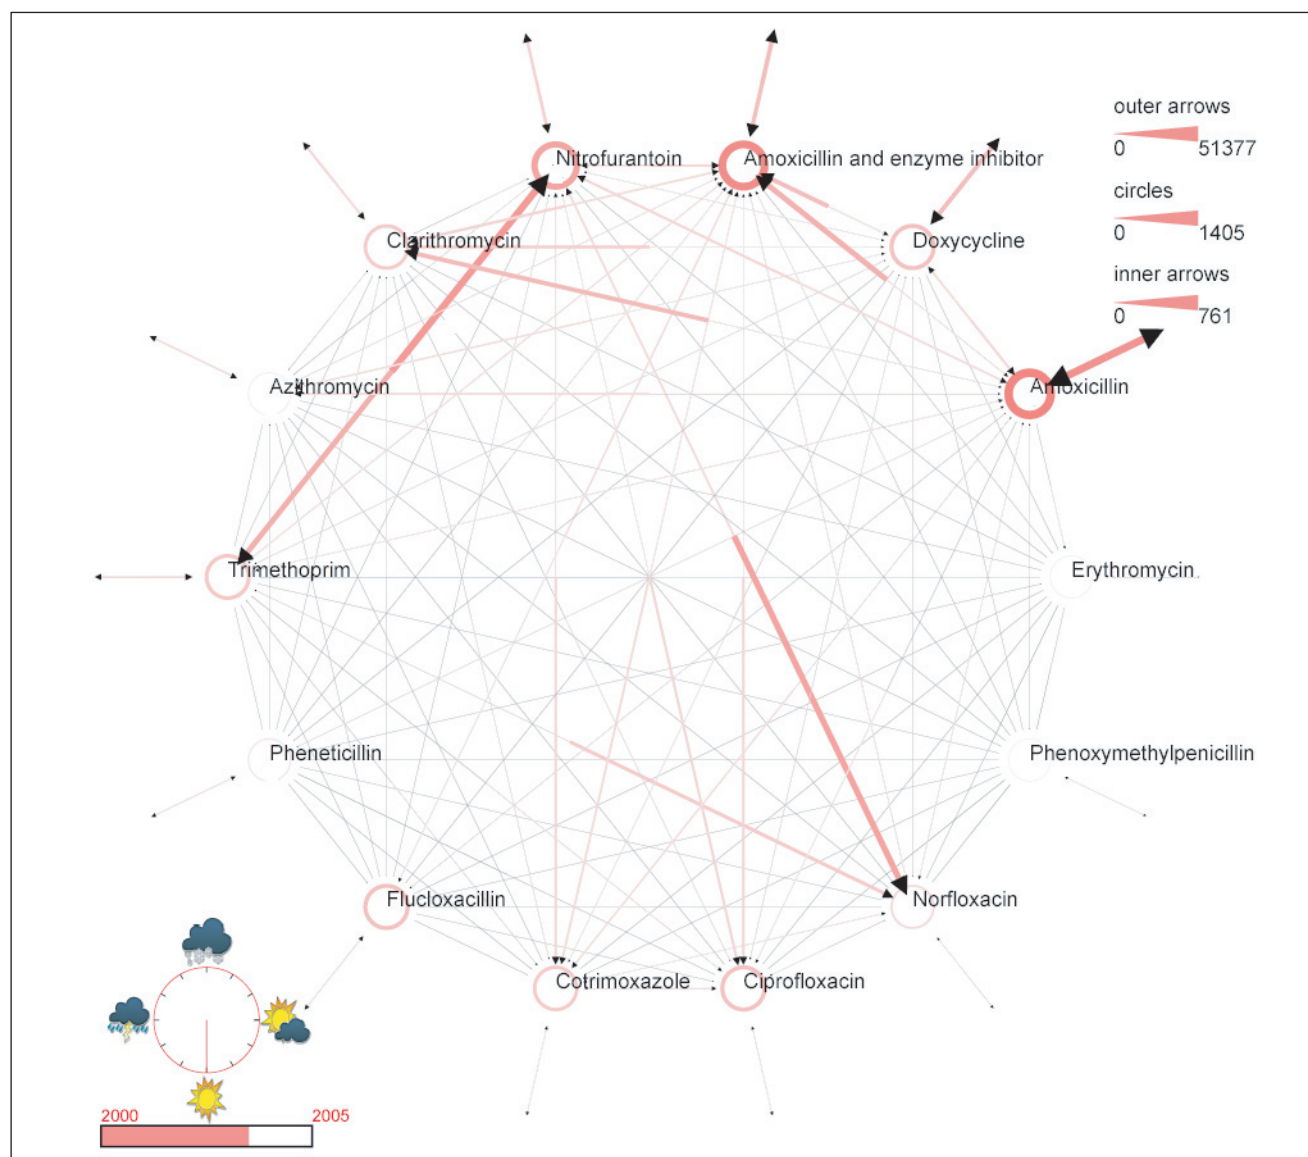 outer arrows
0 51377
Nitrofurantoin
Amoxicillin and enzyme inhibitor
circles
0 1405
Clarithromycin
Doxycycline
inner arrows
0 761
Azithromycin
Amoxicillin
Trimethoprim
Erythromycin
Pheneticillin
Phenoxymethylpenicillin
Flucloxacillin
Norfloxacin
Cotrimoxazole
Ciprofloxacin
2000 2005